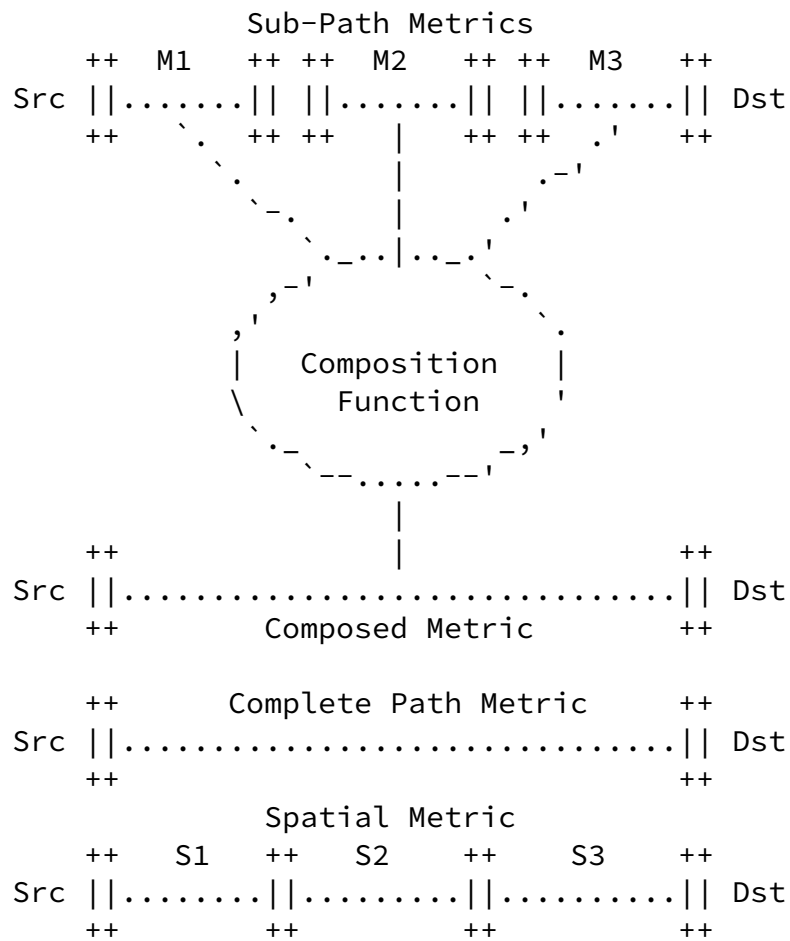 Sub-Path Metrics
++ M1 ++ ++ M2 ++ ++ M3 ++
Src ||.......|| ||.......|| ||.......|| Dst
++ `. ++ ++ | ++ ++ .' ++
`. | .-'
`-. | .'
`._..|.._.'
,-' `-.
,' `.
| Composition |
\ Function '
`._ _,'
`--.....--'
|
++ | ++
Src ||...............................|| Dst
++ Composed Metric ++
++ Complete Path Metric ++
Src ||...............................|| Dst
++ ++
Spatial Metric
++ S1 ++ S2 ++ S3 ++
Src ||........||.........||..........|| Dst
++ ++ ++ ++